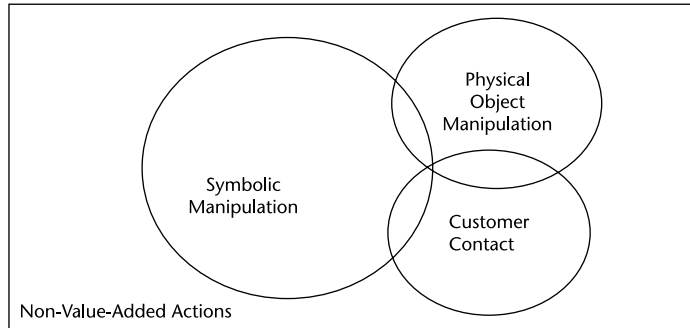 Physical
Object
Manipulation
Symbolic
Manipulation
Customer
Contact
Non-Value-Added Actions